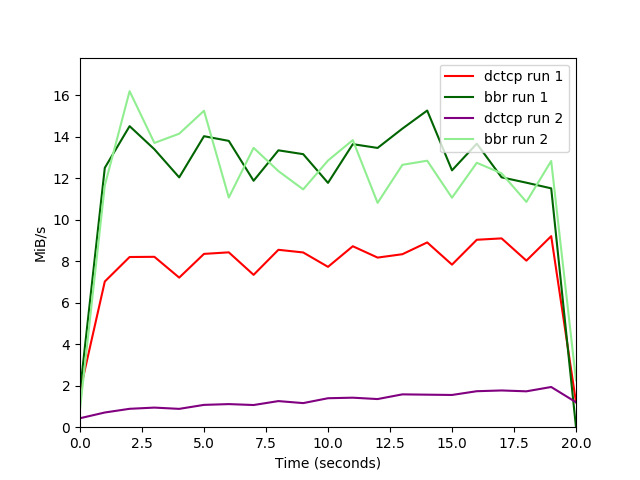 dctcp run 1
bbr run 1
dctcp run 2
bbr run 2
MiB/s
16
14
12
10
8
6
4
2
0
0.0 2.5 5.0 7.5 10.0 12.5 15.0 17.5 20.0
Time (seconds)